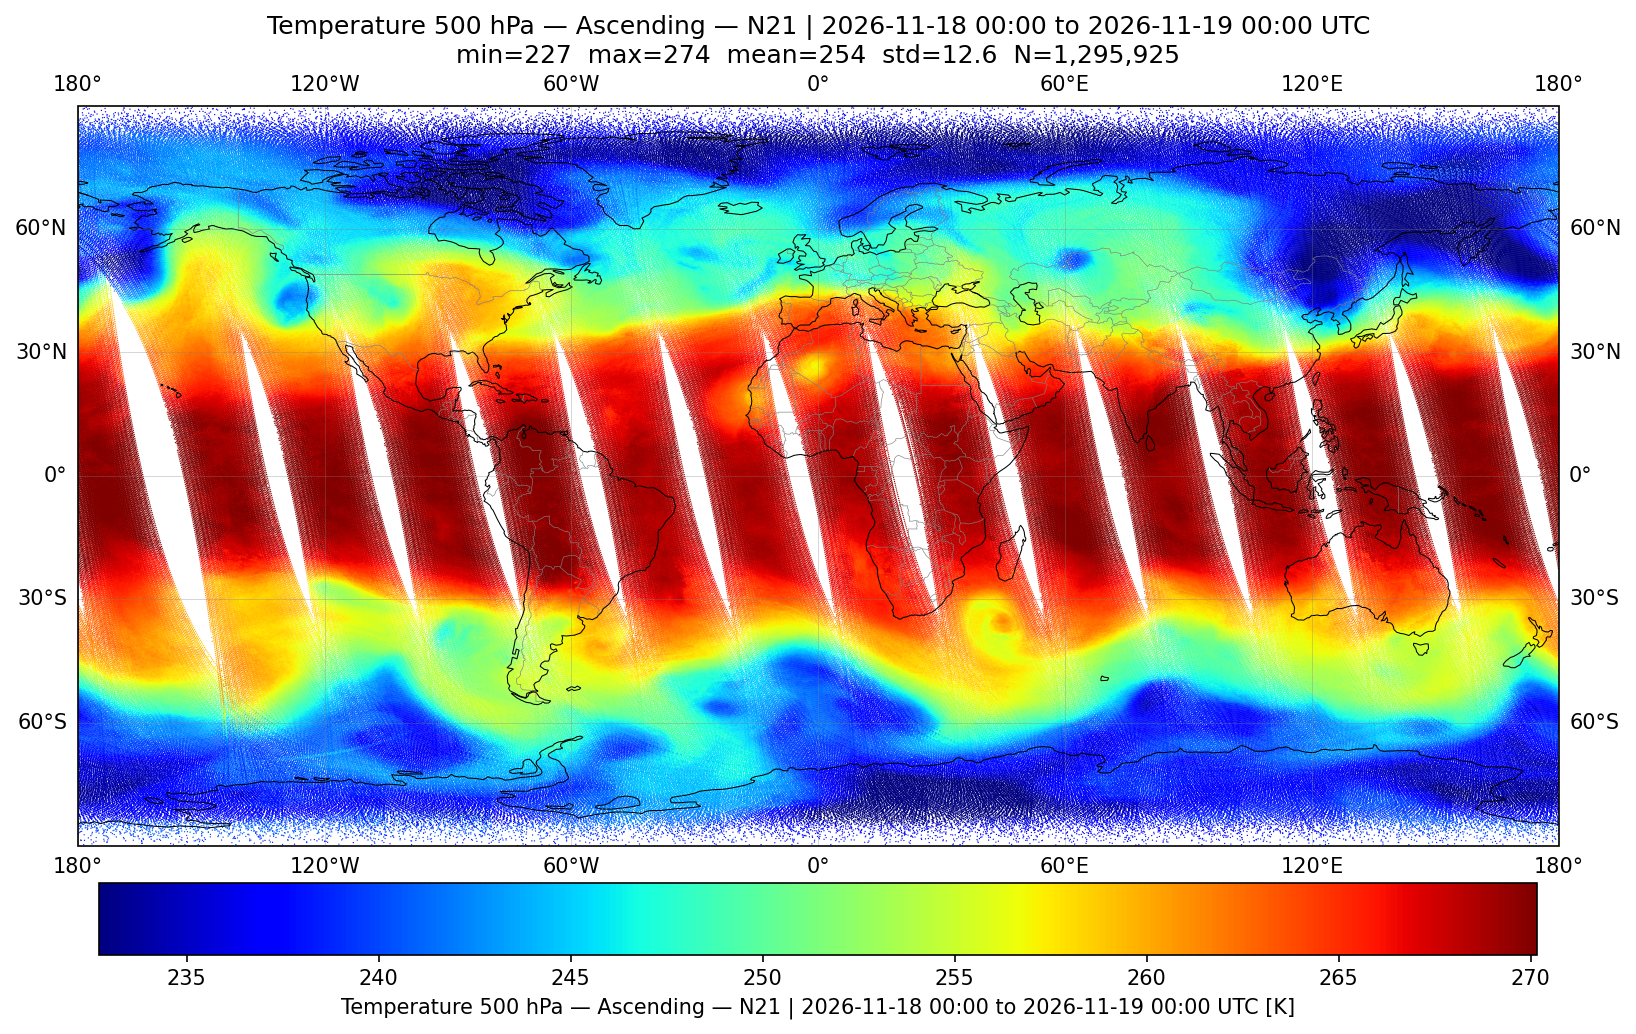 Temperature 500 hPa — Ascending — N21 | 2026-11-18 00:00 to 2026-11-19 00:00 UTC
min=227 max=274 mean=254 std=12.6 N=1,295,925
180° 120°W 60°W 0° 60°E 120°E 180°
60°N 60°N
30°N 30°N
0° 0°
30°S 30°S
60°S 60°S
180° 120°W 60°W 0° 60°E 120°E 180°
235 240 245 250 255 260 265 270
Temperature 500 hPa — Ascending — N21 | 2026-11-18 00:00 to 2026-11-19 00:00 UTC [K]